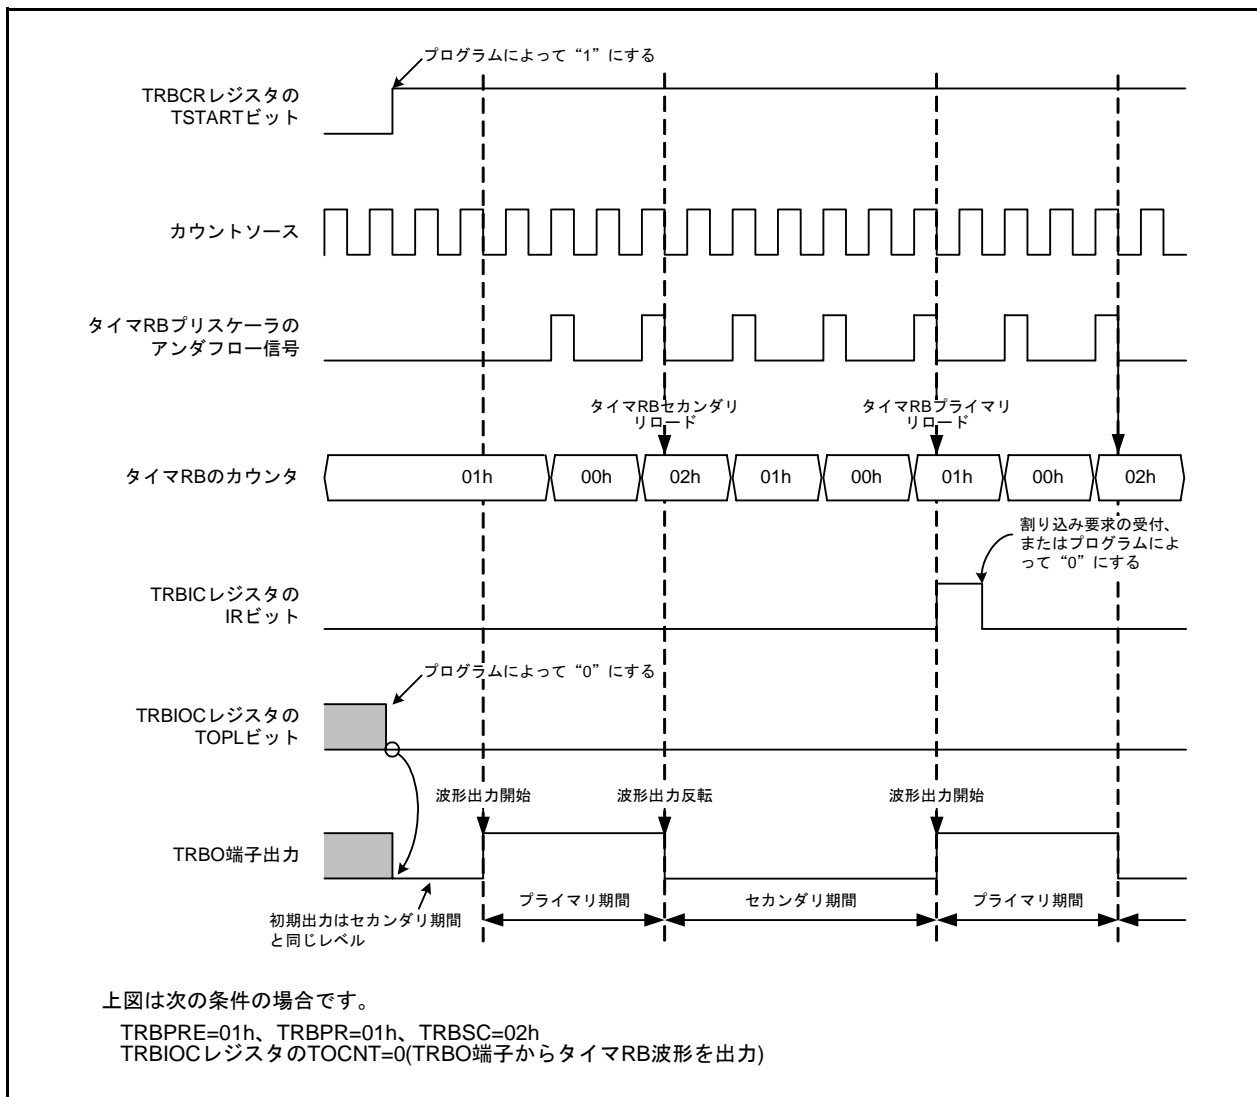 プログラムによって“1”にする
TRBCRレジスタの
TSTARTビット
カウントソース
タイマRBプリスケーラの
アンダフロー信号
タイマRBセカンダリ
リロード
タイマRBプライマリ
リロード
タイマRBのカウンタ
01h
00h
02h
01h
00h
01h
00h
02h
割り込み要求の受付、
またはプログラムによ
って“0”にする
TRBICレジスタの
IRビット
プログラムによって“0”にする
TRBIOCレジスタの
TOPLビット
波形出力開始
波形出力反転
波形出力開始
TRBO端子出力
プライマリ期間
セカンダリ期間
プライマリ期間
初期出力はセカンダリ期間
と同じレベル
上図は次の条件の場合です。
TRBPRE=01h、TRBPR=01h、TRBSC=02h
TRBIOCレジスタのTOCNT=0(TRBO端子からタイマRB波形を出力)